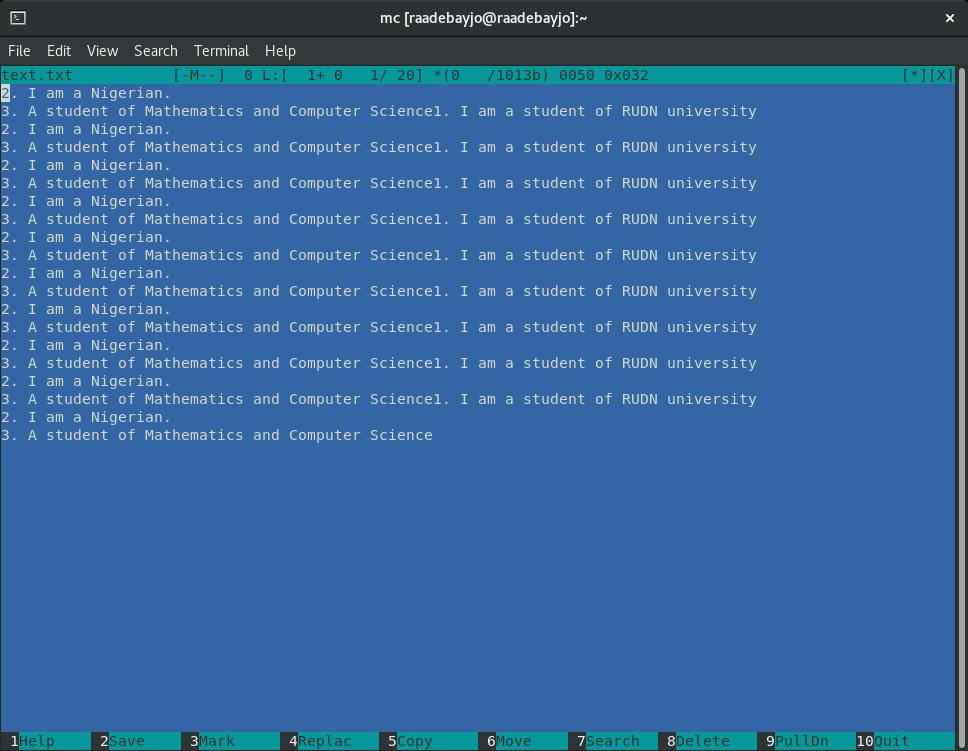 mc [raadebayjo@raadebayjo]:~
File Edit View Search Terminal Help
text.txt [-M--] 0 L:[ 1+ 0 1/ 20] *(0 /1013b) 0050 0x032 [*][X]
2. I am a Nigerian.
3. A student of Mathematics and Computer Science1. I am a student of RUDN university
2. I am a Nigerian.
3. A student of Mathematics and Computer Science1. I am a student of RUDN university
2. I am a Nigerian.
3. A student of Mathematics and Computer Science1. I am a student of RUDN university
2. I am a Nigerian.
3. A student of Mathematics and Computer Science1. I am a student of RUDN university
2. I am a Nigerian.
3. A student of Mathematics and Computer Science1. I am a student of RUDN university
2. I am a Nigerian.
3. A student of Mathematics and Computer Science1. I am a student of RUDN university
2. I am a Nigerian.
3. A student of Mathematics and Computer Science1. I am a student of RUDN university
2. I am a Nigerian.
3. A student of Mathematics and Computer Science1. I am a student of RUDN university
2. I am a Nigerian.
3. A student of Mathematics and Computer Science1. I am a student of RUDN university
2. I am a Nigerian.
3. A student of Mathematics and Computer Science
1Help 2Save 3Mark 4Replac 5Copy 6Move 7Search 8Delete 9PullDn 10Quit